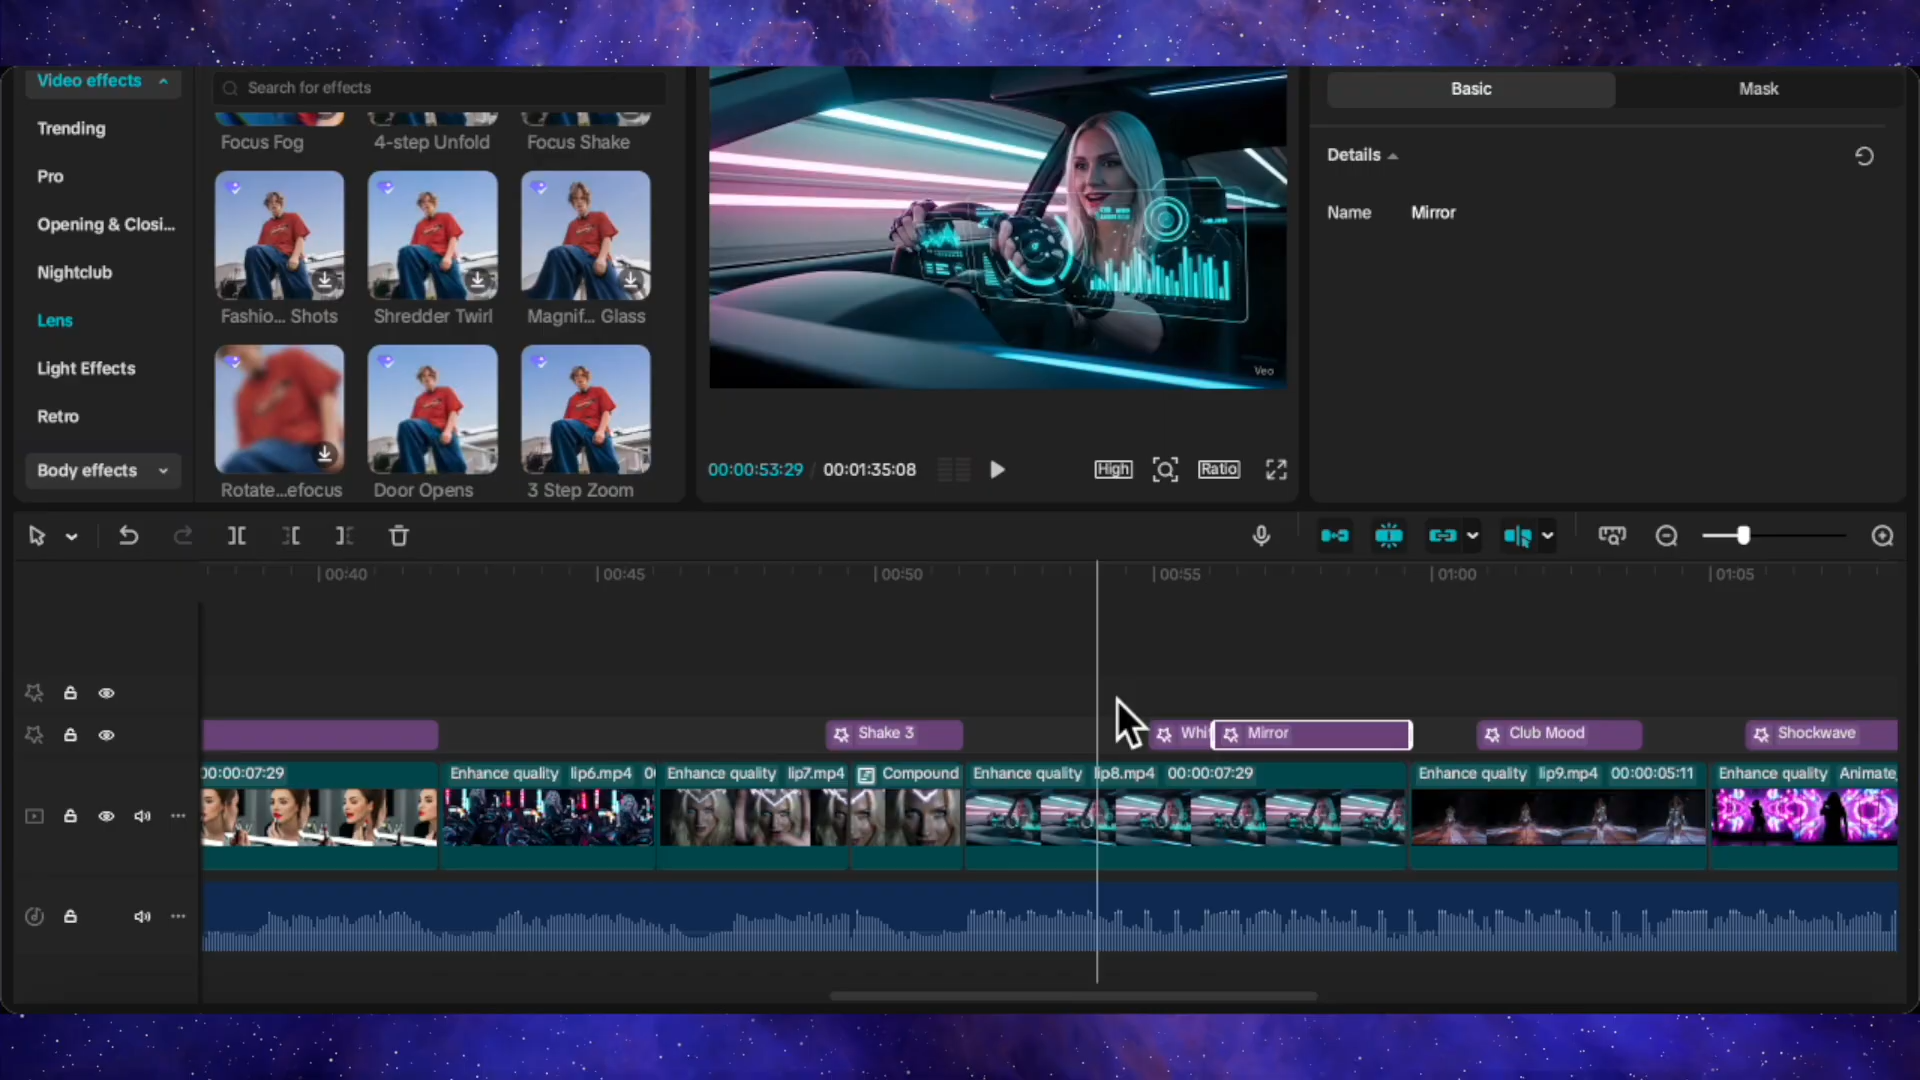 Video effects
Trending
Pro
Opening & Closi...
Nightclub
Lens
Light Effects
Retro
Body effects
Search for effects
Focus Fog
4-step Unfold
Focus Shake
Fashio... Shots
Shredder Twirl
Magnif... Glass
Rotate...efocus
Door Opens
3 Step Zoom
Veo
00:00:53:29 / 00:01:35:08
High
Ratio
Basic
Mask
Details
Name Mirror
00:40
00:45
00:50
00:55
01:00
01:05
Shake 3
Whi
Mirror
Club Mood
Shockwave
00:00:07:29
Enhance quality lip6.mp4 0
Enhance quality lip7.mp4
Compound
Enhance quality lip8.mp4 00:00:07:29
Enhance quality lip9.mp4 00:00:05:11
Enhance quality Animate